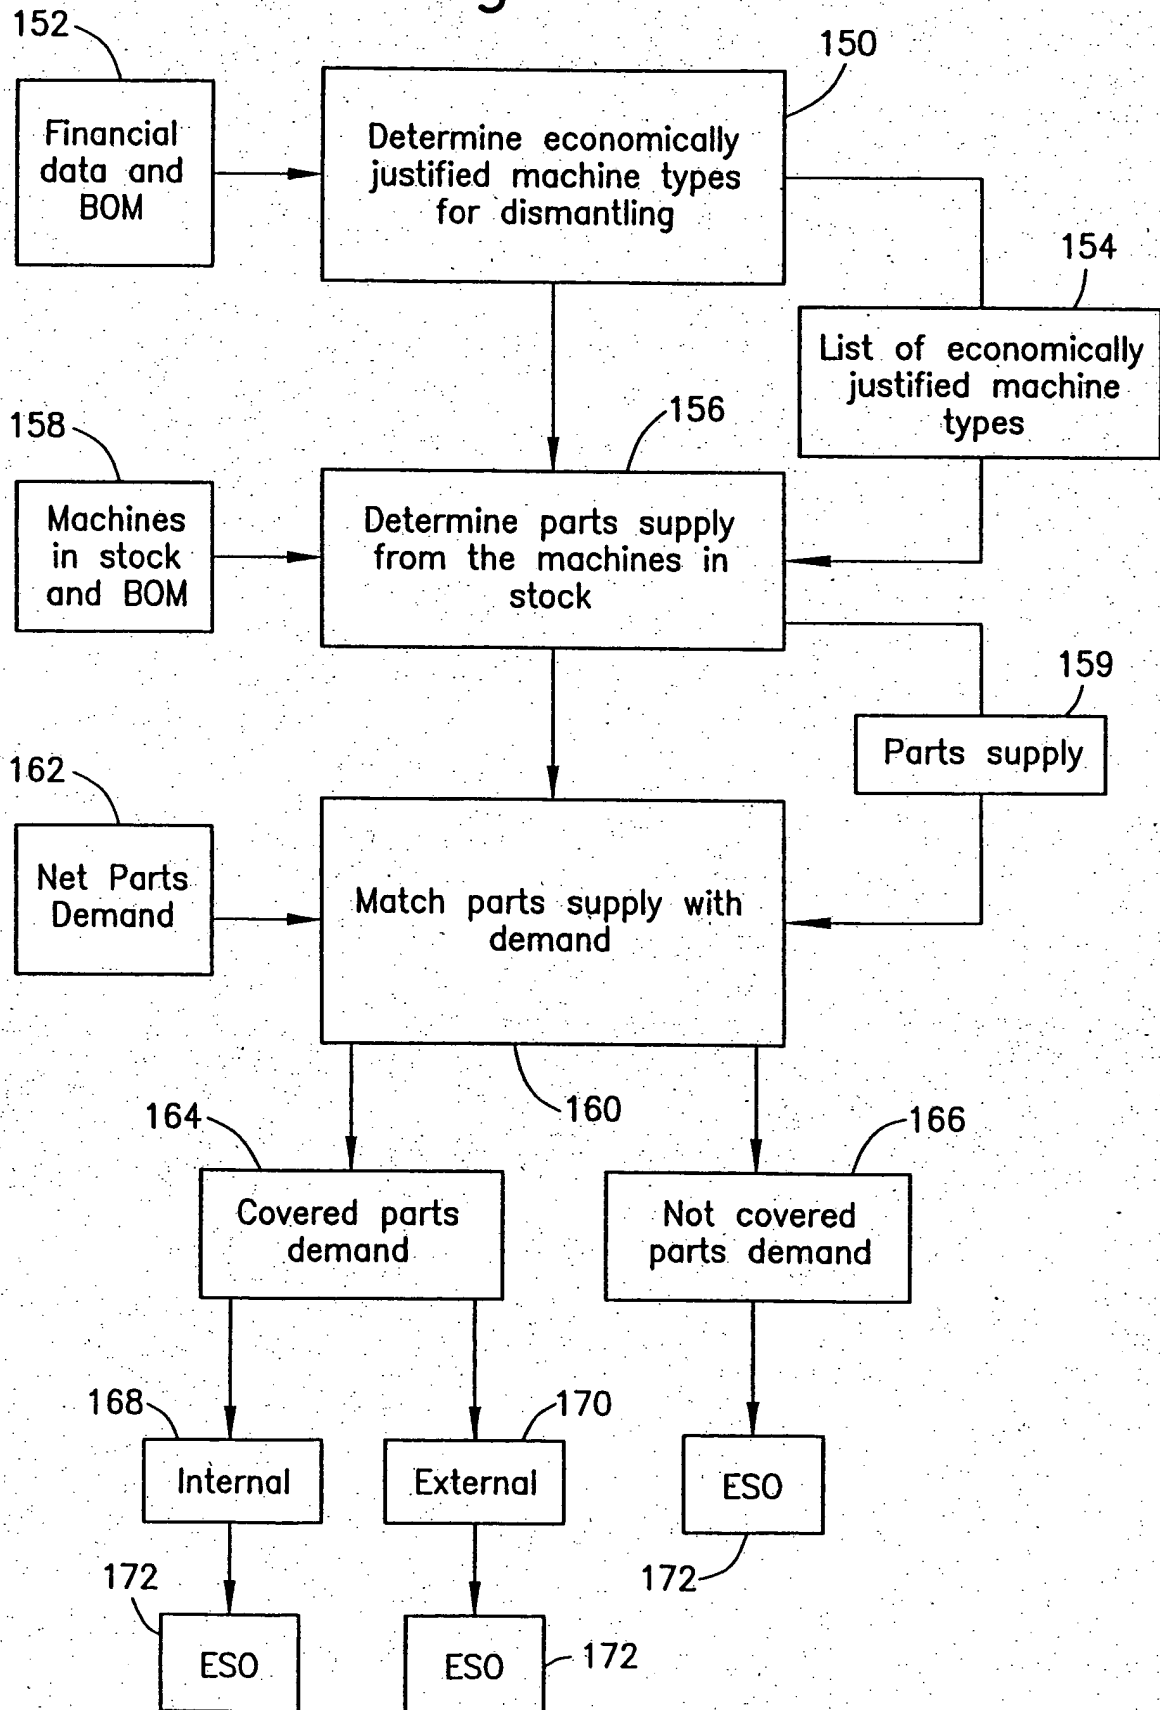 152
150
Financial
data and
BOM
Determine economically
justified machine types
for dismantling
154
List of economically
justified machine
types
158
156
Machines
in stock
and BOM
Determine parts supply
from the machines in
stock
159
Parts supply
162
Net Parts
Demand
Match parts supply with
demand
160
164
166
Covered parts
demand
Not covered
parts demand
168
170
Internal
External
ESO
172
172
ESO
ESO
172